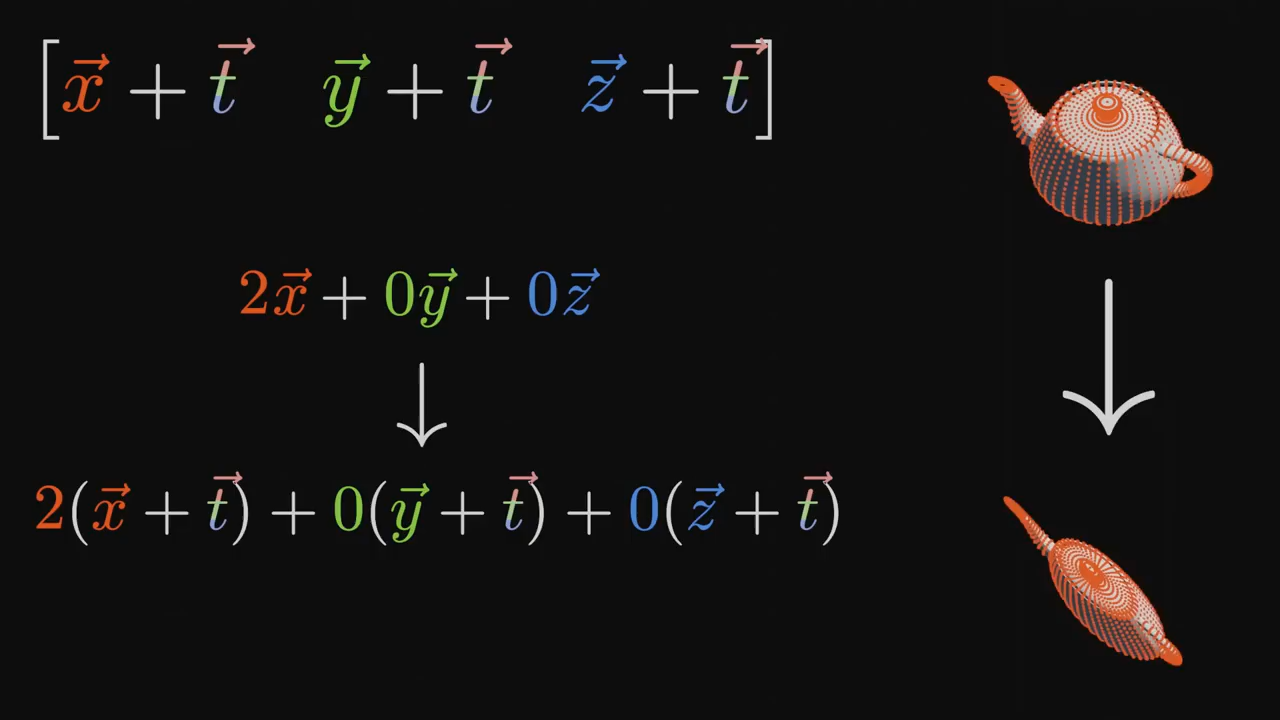 [x⃗ + t⃗ y⃗ + t⃗ z⃗ + t⃗]
2x⃗ + 0y⃗ + 0z⃗
↓
2(x⃗ + t⃗) + 0(y⃗ + t⃗) + 0(z⃗ + t⃗)